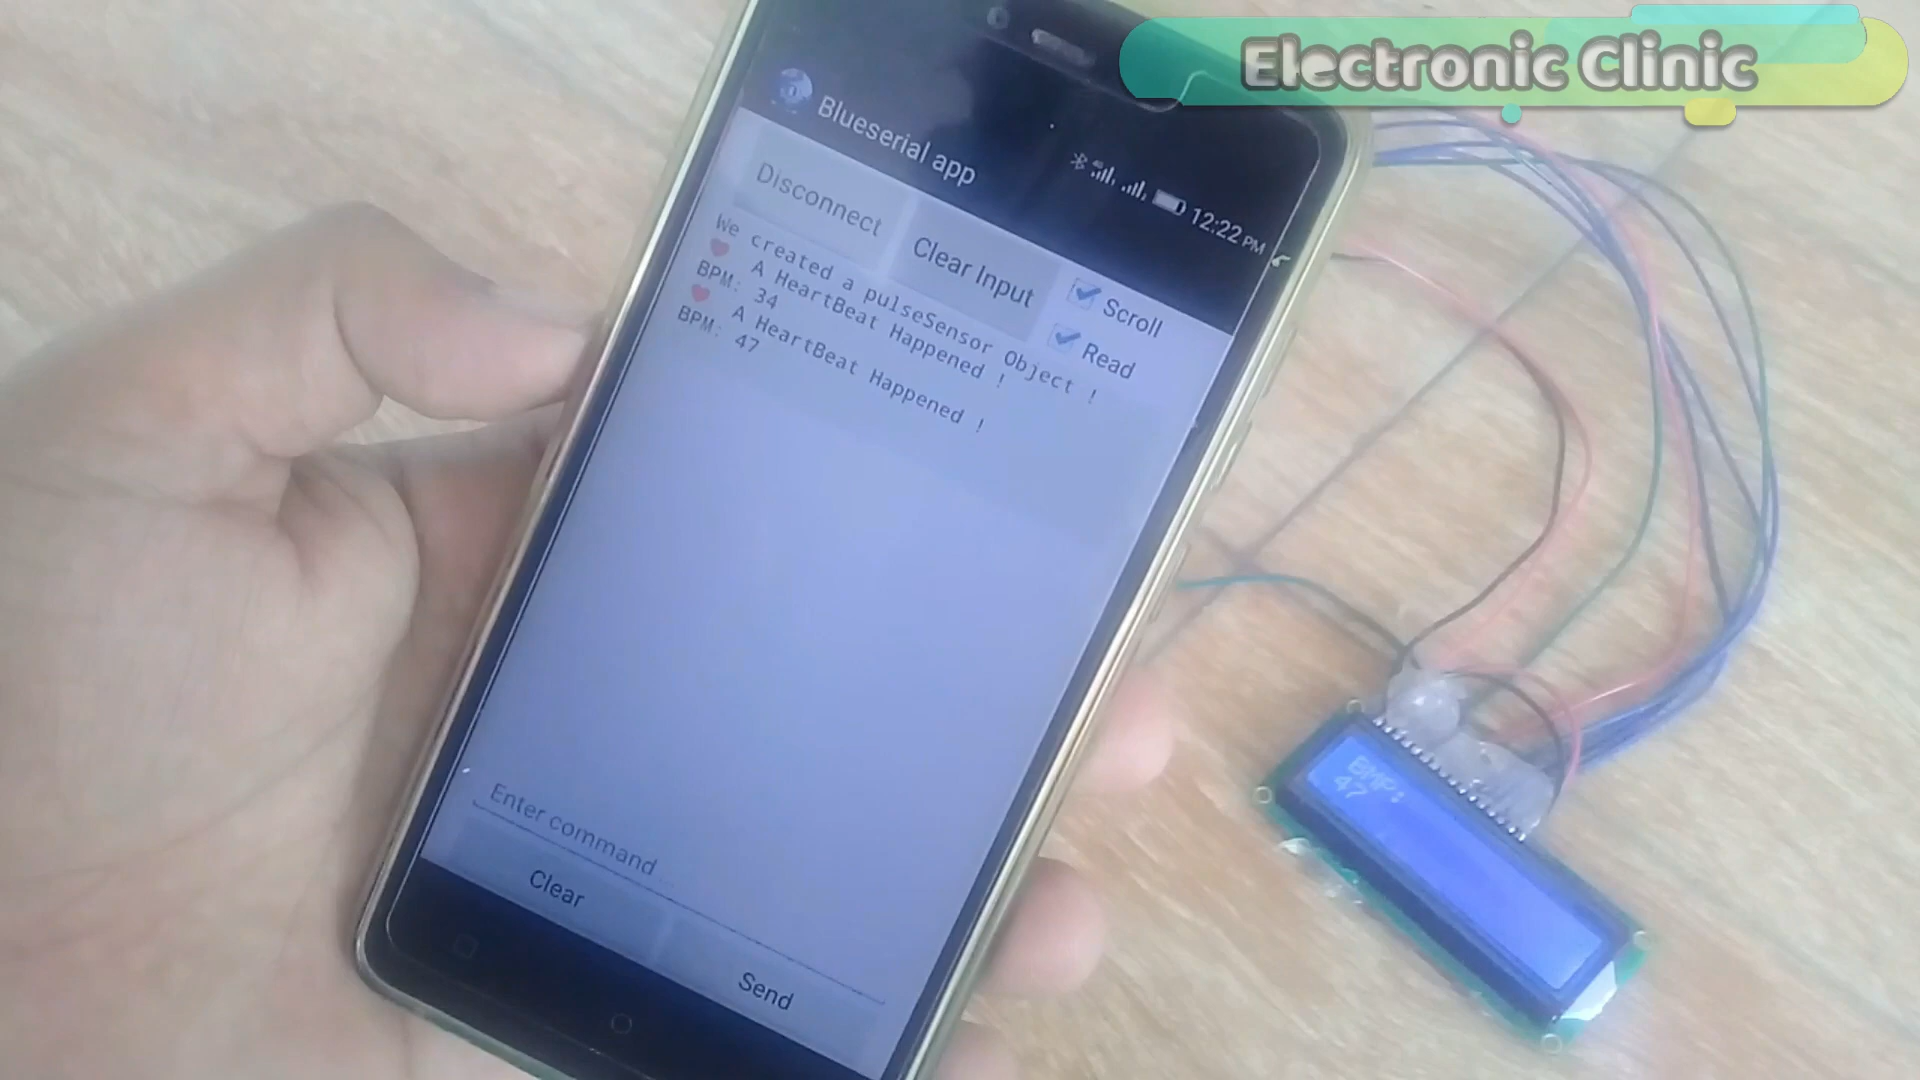 Electronic Clinic
12:22 PM
Blueserial app
Disconnect
Clear Input
Scroll
Read
We created a pulseSensor Object !
♥ A HeartBeat Happened !
BPM: 34
♥ A HeartBeat Happened !
BPM: 47
Enter command
Clear
Send
BMP:
47